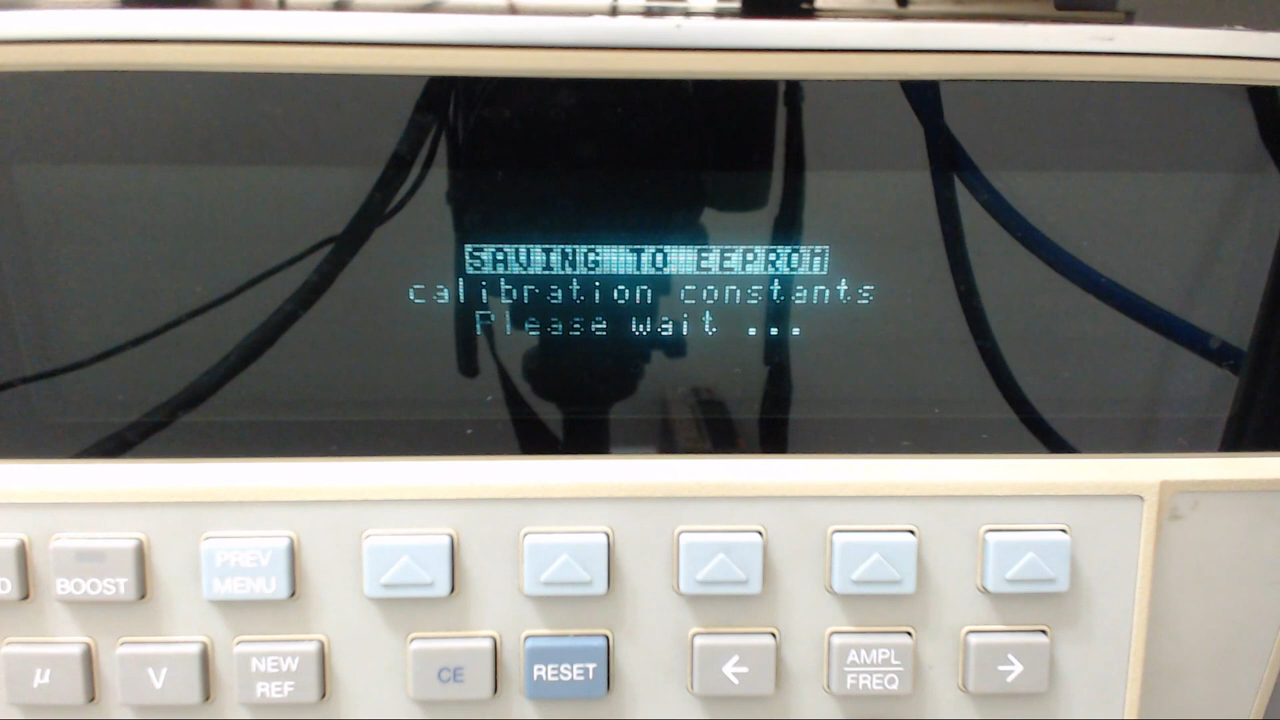 SAVING TO EEPROM
calibration constants
Please wait ...
D
BOOST
PREV
MENU
µ
V
NEW
REF
CE
RESET
←
AMPL
FREQ
→